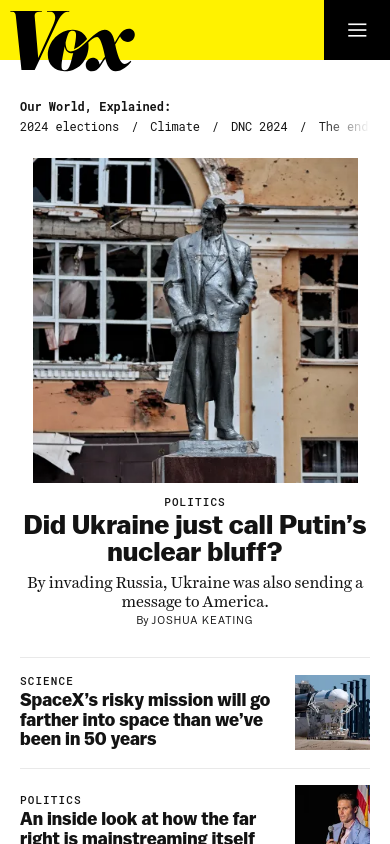 Vox
Our World, Explained:
2024 elections / Climate / DNC 2024 / The end
POLITICS
Did Ukraine just call Putin’s
nuclear bluff?
By invading Russia, Ukraine was also sending a
message to America.
By JOSHUA KEATING
SCIENCE
SpaceX’s risky mission will go
farther into space than we’ve
been in 50 years
POLITICS
An inside look at how the far
right is mainstreaming itself